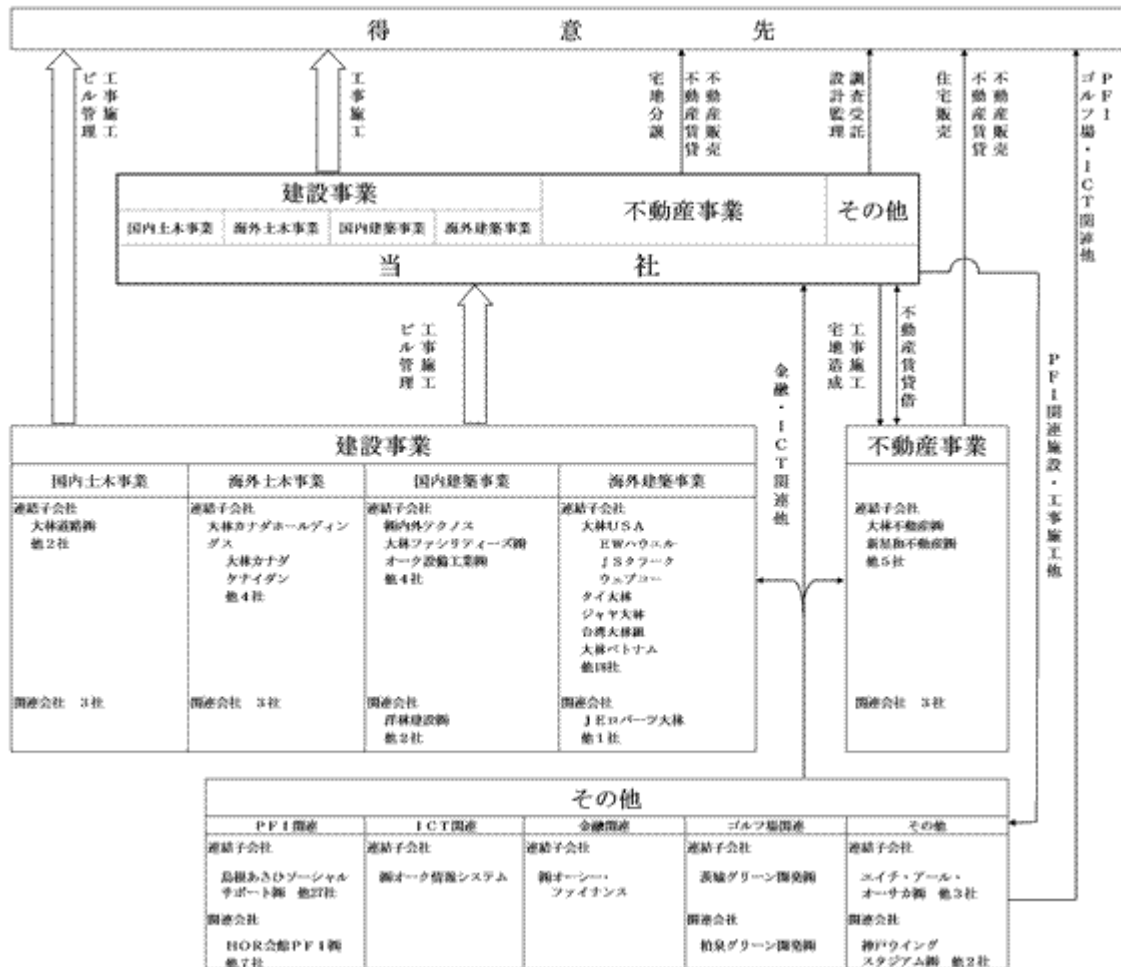 得意先
工事施工
ビル管理
工事施工
不動産販売
不動産賃貸
宅地分譲
調査受託
設計監理
不動産販売
不動産賃貸
住宅販売
PFI
ゴルフ場・ICT関連他
建設事業
不動産事業
その他
国内土木事業
海外土木事業
国内建築事業
海外建築事業
当社
工事施工
ビル管理
金融・ICT関連他
工事施工
宅地造成
不動産賃貸借
PFI関連施設・工事施工他
建設事業
国内土木事業
海外土木事業
国内建築事業
海外建築事業
連結子会社
大林道路㈱
他2社
関連会社 3社
連結子会社
大林カナダホールディン
グス
大林カナダ
ケナイダン
他4社
関連会社 3社
連結子会社
㈱内外テクノス
大林ファシリティーズ㈱
オーク設備工業㈱
他4社
関連会社
洋林建設㈱
他2社
連結子会社
大林USA
EWハウエル
JSクラーク
ウェブコー
タイ大林
ジャヤ大林
台湾大林組
大林ベトナム
他18社
関連会社
JEロバーツ大林
他1社
不動産事業
連結子会社
大林不動産㈱
新星和不動産㈱
他5社
関連会社 3社
その他
PFI関連
ICT関連
金融関連
ゴルフ場関連
その他
連結子会社
島根あさひソーシャル
サポート㈱ 他27社
関連会社
HOR会館PFI㈱
他7社
連結子会社
㈱オーク情報システム
連結子会社
㈱オーシー・
ファイナンス
連結子会社
茨城グリーン開発㈱
関連会社
柏泉グリーン開発㈱
連結子会社
エイチ・アール・
オーサカ㈱ 他3社
関連会社
神戸ウイング
スタジアム㈱ 他2社